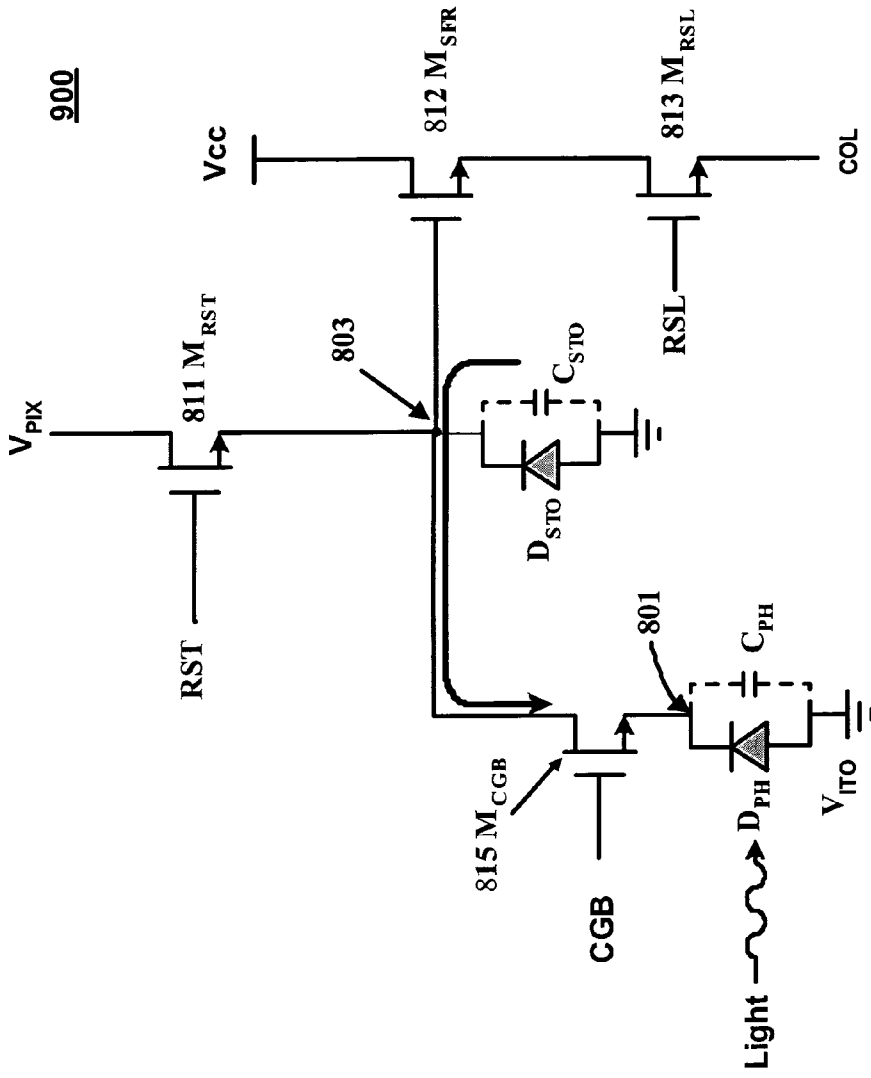 900
V_PIX
Vcc
811 M_RST
RST
812 M_SFR
803
813 M_RSL
RSL
COL
C_STO
D_STO
815 M_CGB
CGB
801
C_PH
D_PH
V_ITO
Light